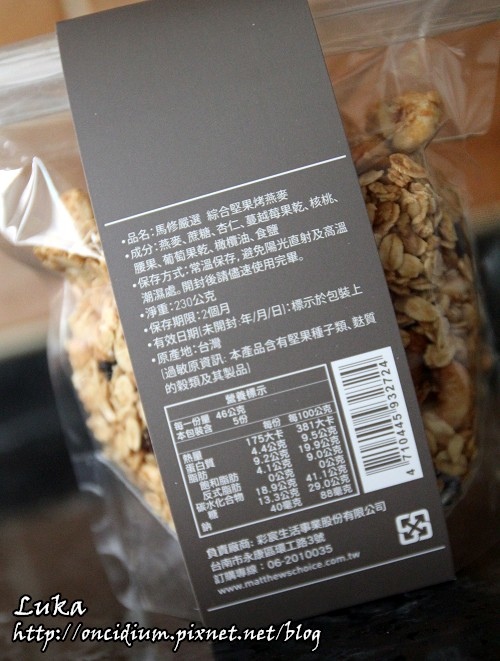 •品名:馬修嚴選 綜合堅果烤燕麥
•成分:燕麥、蔗糖、杏仁、蔓越莓果乾、核桃、
腰果、葡萄果乾、橄欖油、食鹽
•保存方式:常溫保存,避免陽光直射及高溫
潮濕處。開封後請儘速使用完畢。
•淨重:230公克
•保存期限:2個月
•有效日期(未開封·年/月/日):標示於包裝上
•原產地:台灣
(過敏原資訊:本產品含有堅果種子類、麩質
的穀類及其製品)
營養標示
每一份量 46公克
本包裝含 5份
每份 每100公克
熱量 175大卡 381大卡
蛋白質 4.4公克 9.5公克
脂肪 9.2公克 19.9公克
飽和脂肪 4.1公克 9.0公克
反式脂肪 0公克 0公克
碳水化合物 18.9公克 41.1公克
糖 13.3公克 29.0公克
鈉 40毫克 88毫克
4 710445 932724
負責廠商:彩宸生活事業股份有限公司
台南市永康區環工路3號
訂購專線:06-2010035
www.matthewschoice.com.tw
Luka
http://oncidium.pixnet.net/blog